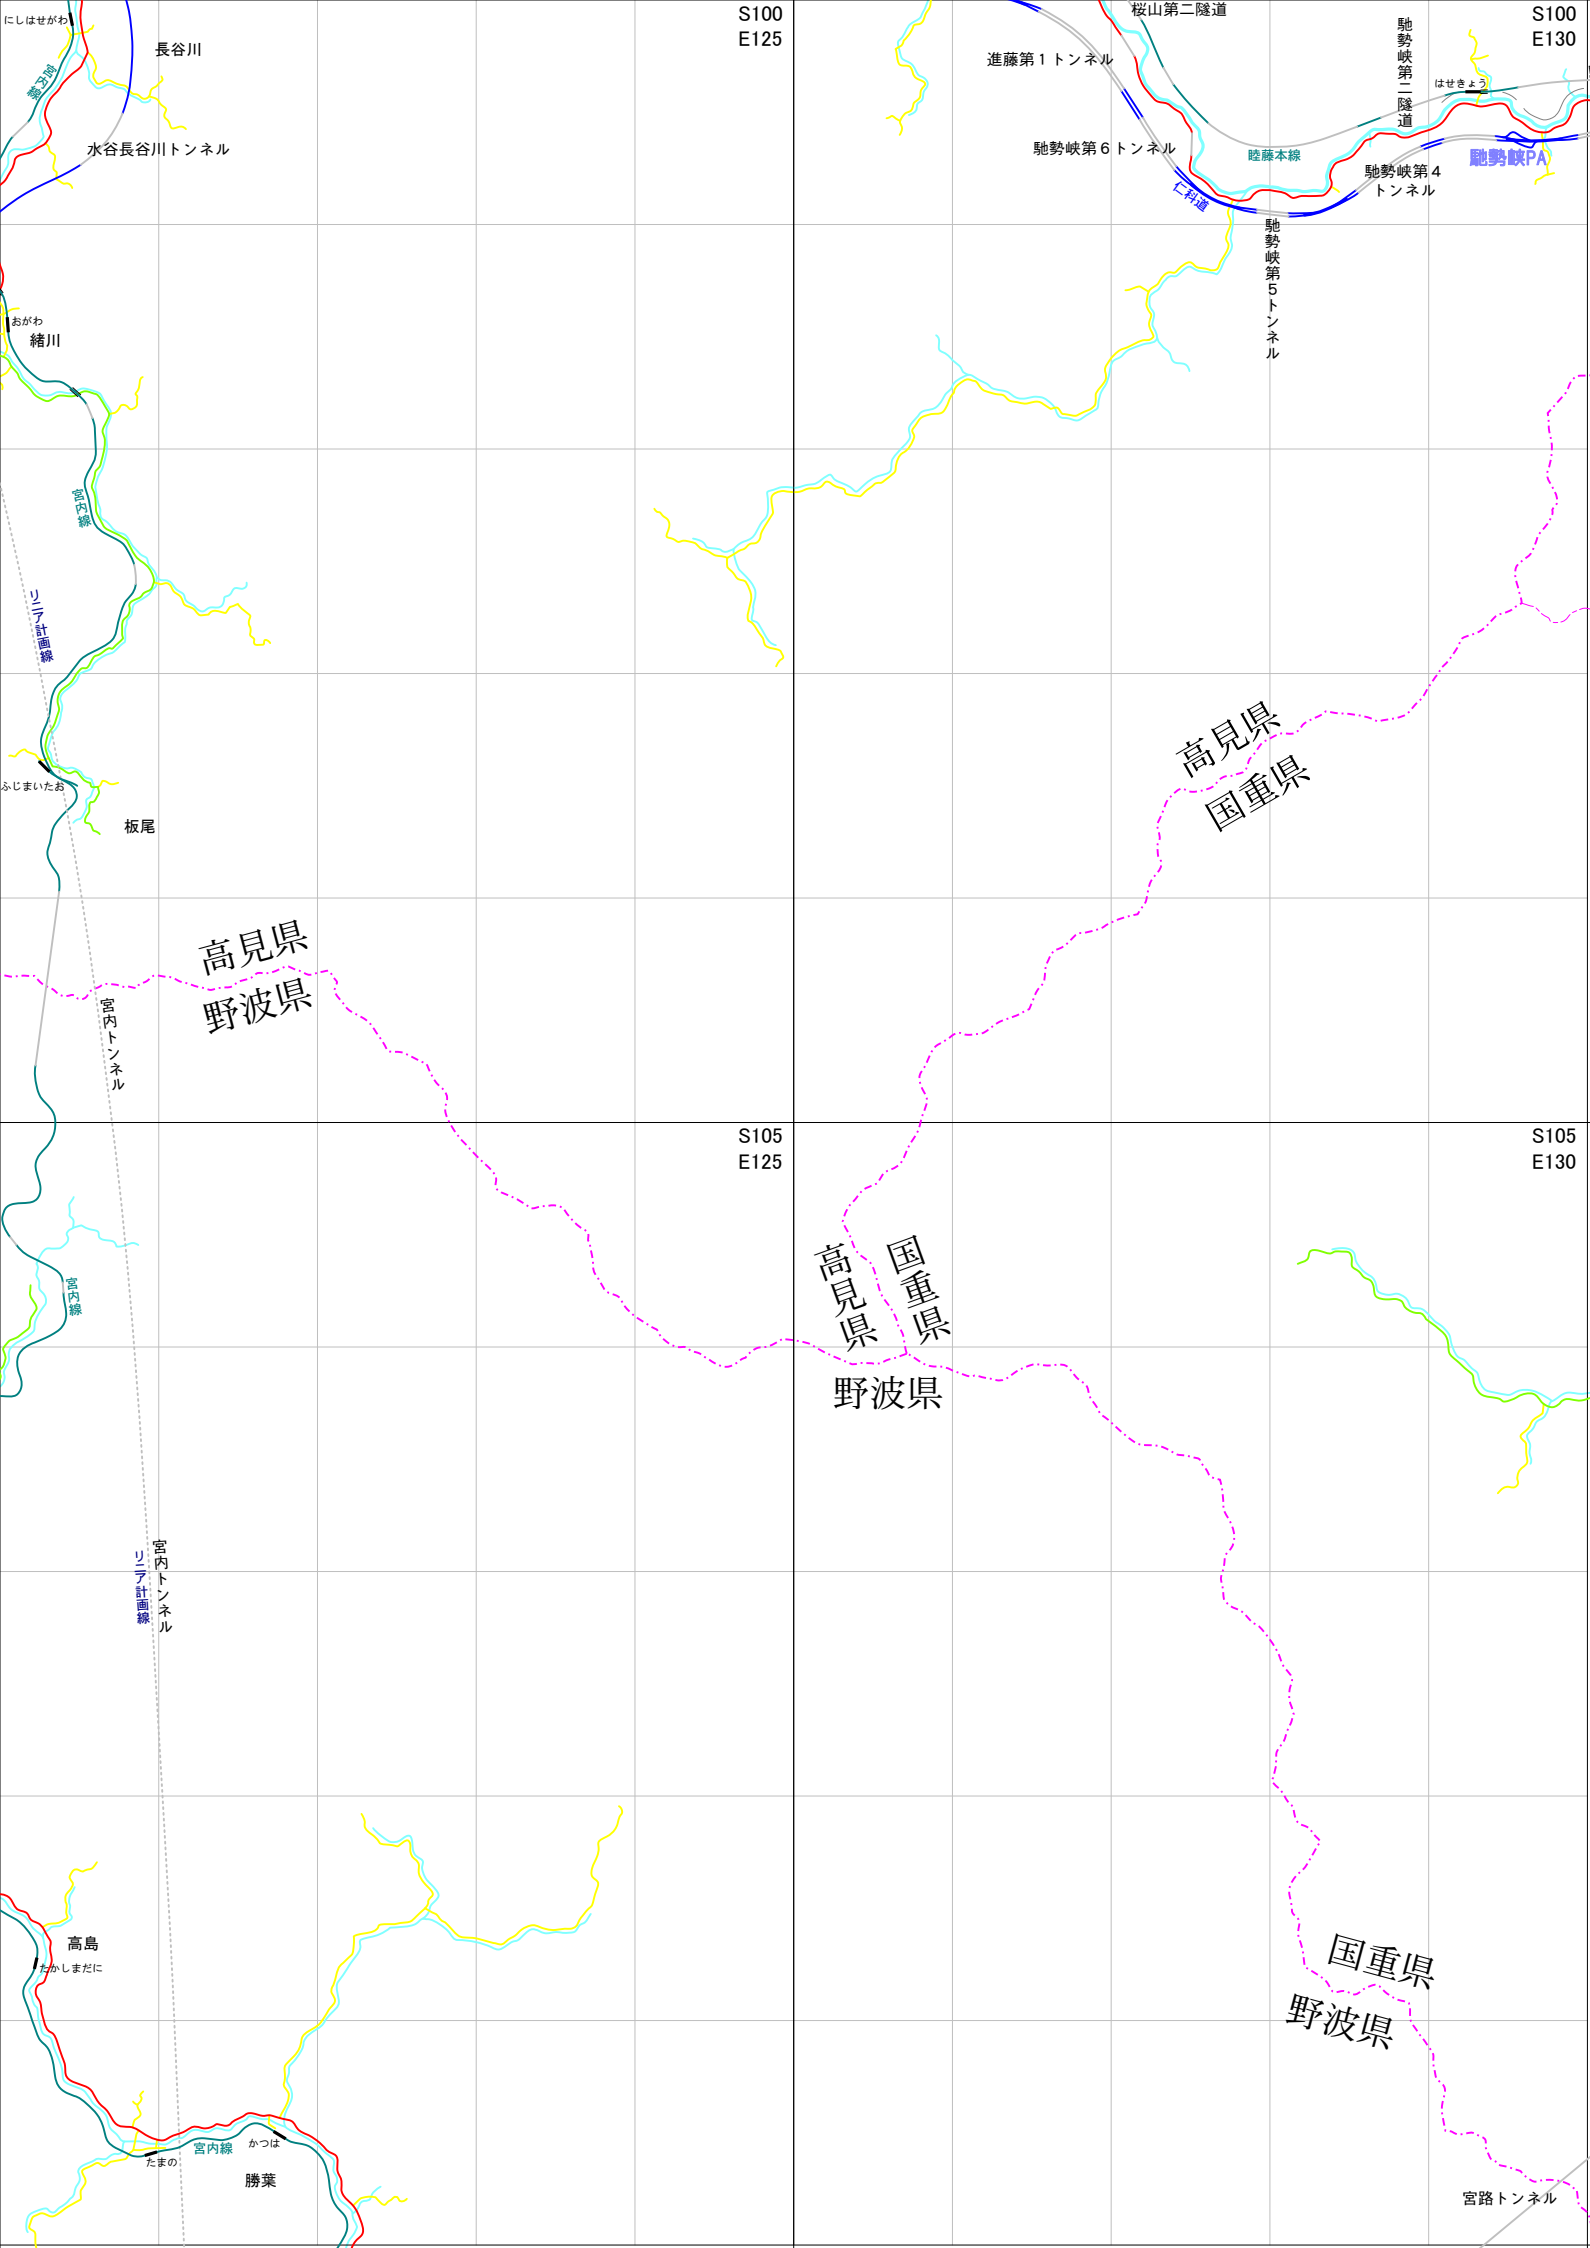 にしはせがわ
長谷川
宮内線
水谷長谷川トンネル
S100
E125
桜山第二隧道
進藤第1トンネル
馳勢峡第二隧道
S100
E130
はせきょう
馳勢峡第6トンネル
睦藤本線
馳勢峡PA
馳勢峡第4
トンネル
仁科道
馳勢峡第5トンネル
おがわ
緒川
宮内線
リニア計画線
ふじまいたお
板尾
高見県
国重県
高見県
野波県
宮内トンネル
S105
E125
S105
E130
宮内線
高見県
国重県
野波県
宮内トンネル
リニア計画線
高島
たかしまだに
国重県
野波県
宮内線
かつは
たまの
勝葉
宮路トンネル